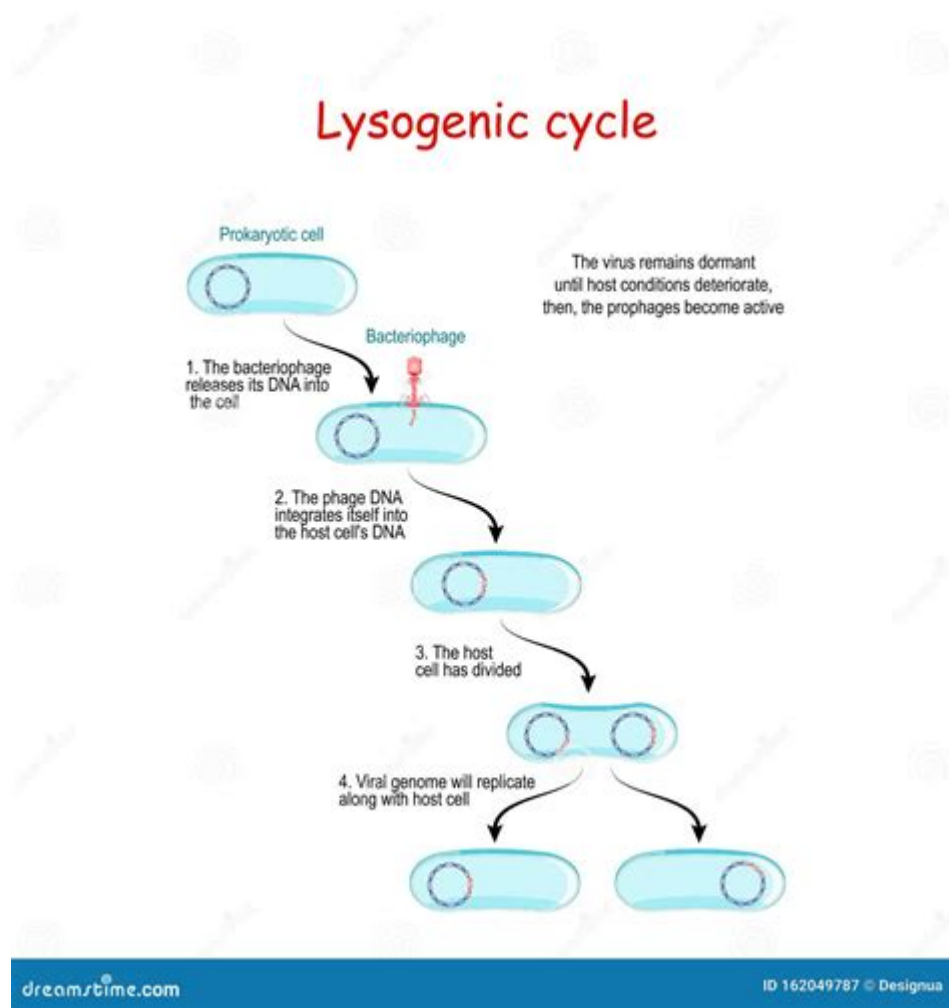 Lysogenic cycle
Prokaryotic cell
The virus remains dormant
until host conditions deteriorate,
then, the prophages become active
Bacteriophage
1. The bacteriophage
releases its DNA into
the cell
2. The phage DNA
integrates itself into
the host cell's DNA
3. The host
cell has divided
4. Viral genome will replicate
along with host cell
dreamstime.com
ID 162049787 © Designua